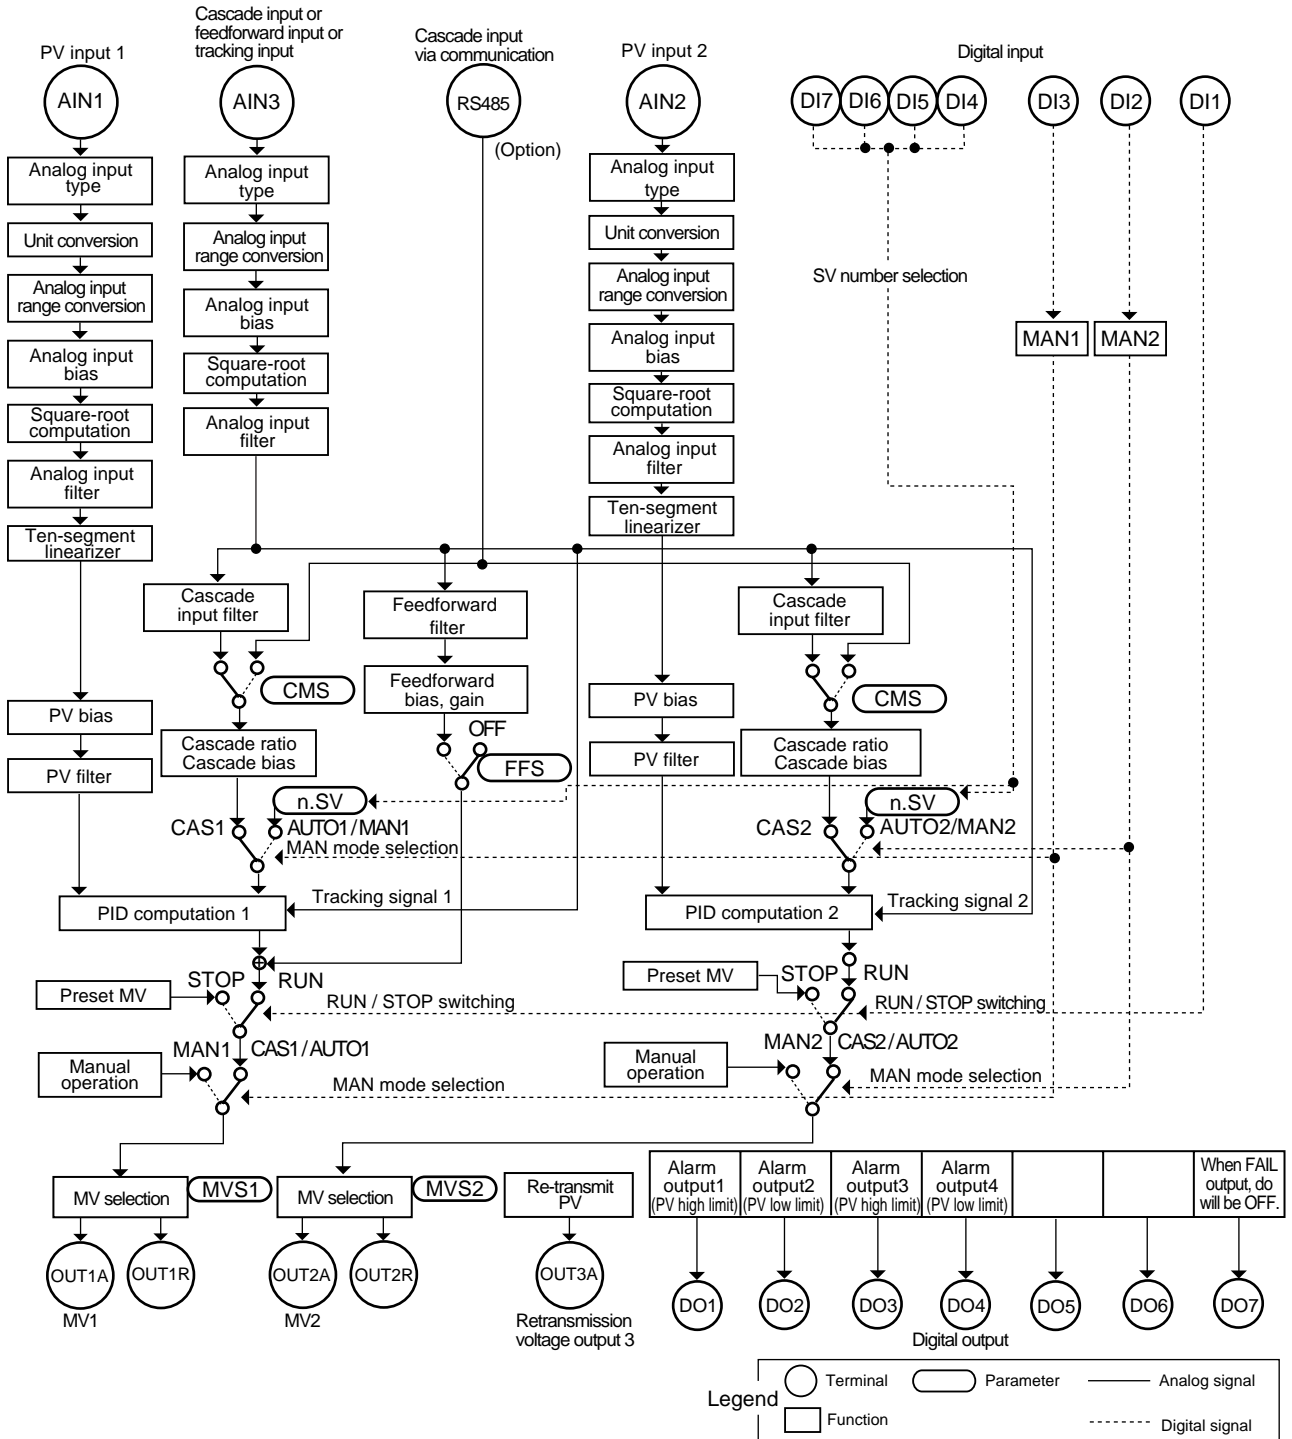 Cascade input or
feedforward input or
tracking input
Cascade input
via communication
PV input 1
PV input 2
Digital input
AIN1
AIN3
RS485
(Option)
AIN2
DI7
DI6
DI5
DI4
DI3
DI2
DI1
Analog input
type
Unit conversion
Analog input
range conversion
Analog input
bias
Square-root
computation
Analog input
filter
Ten-segment
linearizer
Analog input
type
Analog input
range conversion
Analog input
bias
Square-root
computation
Analog input
filter
Analog input
type
Unit conversion
Analog input
range conversion
Analog input
bias
Square-root
computation
Analog input
filter
Ten-segment
linearizer
SV number selection
MAN1
MAN2
Cascade
input filter
Feedforward
filter
Cascade
input filter
CMS
Feedforward
bias, gain
CMS
PV bias
PV filter
Cascade ratio
Cascade bias
OFF
FFS
PV bias
PV filter
Cascade ratio
Cascade bias
n.SV
n.SV
CAS1
AUTO1/MAN1
MAN mode selection
CAS2
AUTO2/MAN2
PID computation 1
Tracking signal 1
PID computation 2
Tracking signal 2
Preset MV
STOP
RUN
RUN / STOP switching
Preset MV
STOP
RUN
RUN / STOP switching
Manual
operation
MAN1
CAS1/AUTO1
MAN mode selection
Manual
operation
MAN2
CAS2/AUTO2
MAN mode selection
MV selection
MVS1
MV selection
MVS2
Re-transmit
PV
Alarm
output1
(PV high limit)
Alarm
output2
(PV low limit)
Alarm
output3
(PV high limit)
Alarm
output4
(PV low limit)
When FAIL
output, do
will be OFF.
OUT1A
OUT1R
OUT2A
OUT2R
OUT3A
DO1
DO2
DO3
DO4
DO5
DO6
DO7
MV1
MV2
Retransmission
voltage output 3
Digital output
Legend
Terminal
Parameter
Analog signal
Function
Digital signal